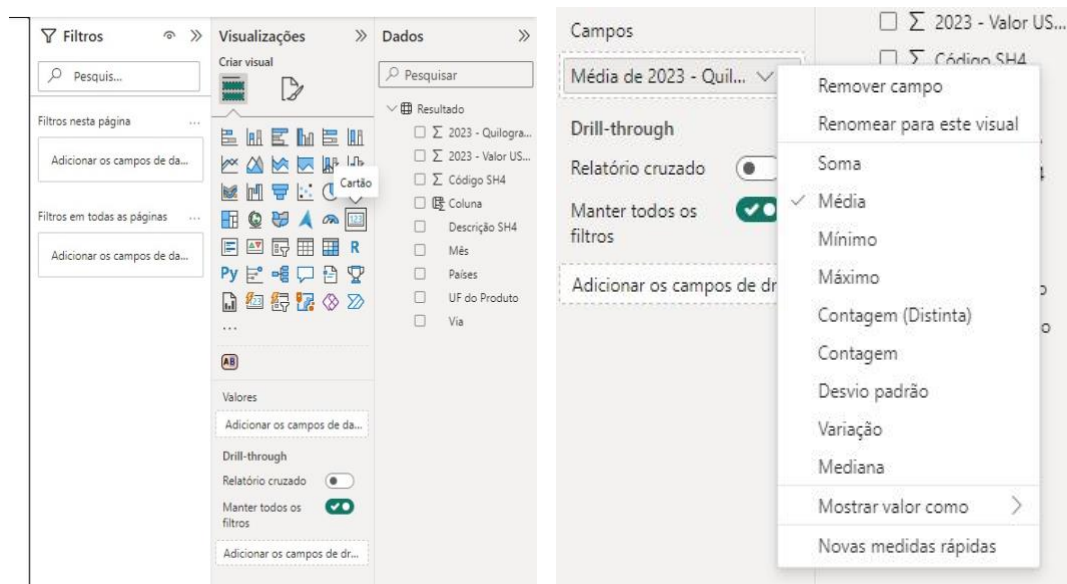 Filtros
Pesquis...
Filtros nesta página ...
Adicionar os campos de da...
Filtros em todas as páginas ...
Adicionar os campos de da...
Visualizações
Criar visual
Cartão
123
R
Py
...
AB
Valores
Adicionar os campos de da...
Drill-through
Relatório cruzado
Manter todos os
filtros
Adicionar os campos de dr...
Dados
Pesquisar
Resultado
Σ 2023 - Quilogra...
Σ 2023 - Valor US...
Σ Código SH4
Coluna
Descrição SH4
Mês
Países
UF do Produto
Via
Campos
Média de 2023 - Quil...
Drill-through
Relatório cruzado
Manter todos os
filtros
Adicionar os campos de dr
Σ 2023 - Valor US...
Σ Código SH4
Remover campo
Renomear para este visual
Soma
Média
Mínimo
Máximo
Contagem (Distinta)
Contagem
Desvio padrão
Variação
Mediana
Mostrar valor como
Novas medidas rápidas